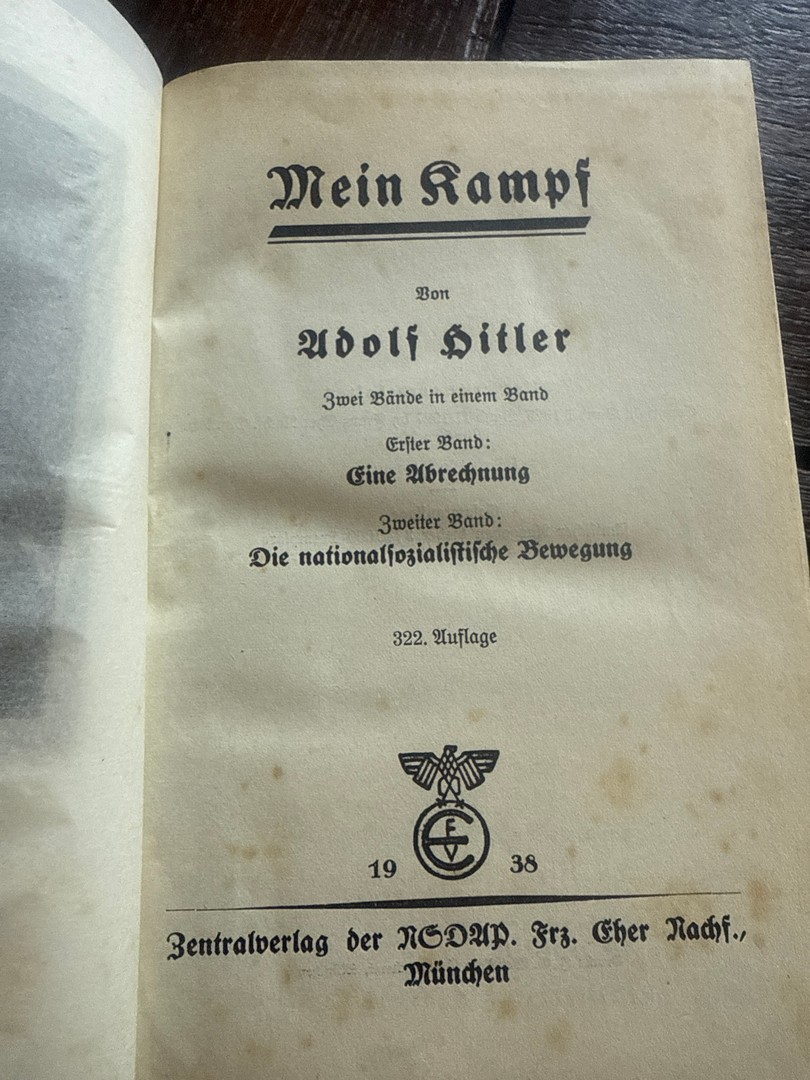 Mein Kampf
Von
Adolf Hitler
Zwei Bände in einem Band
Erster Band:
Eine Abrechnung
Zweiter Band:
Die nationalsozialistische Bewegung
322. Auflage
FEV
19 38
Zentralverlag der NSDAP. Frz. Eher Nachf.,
München